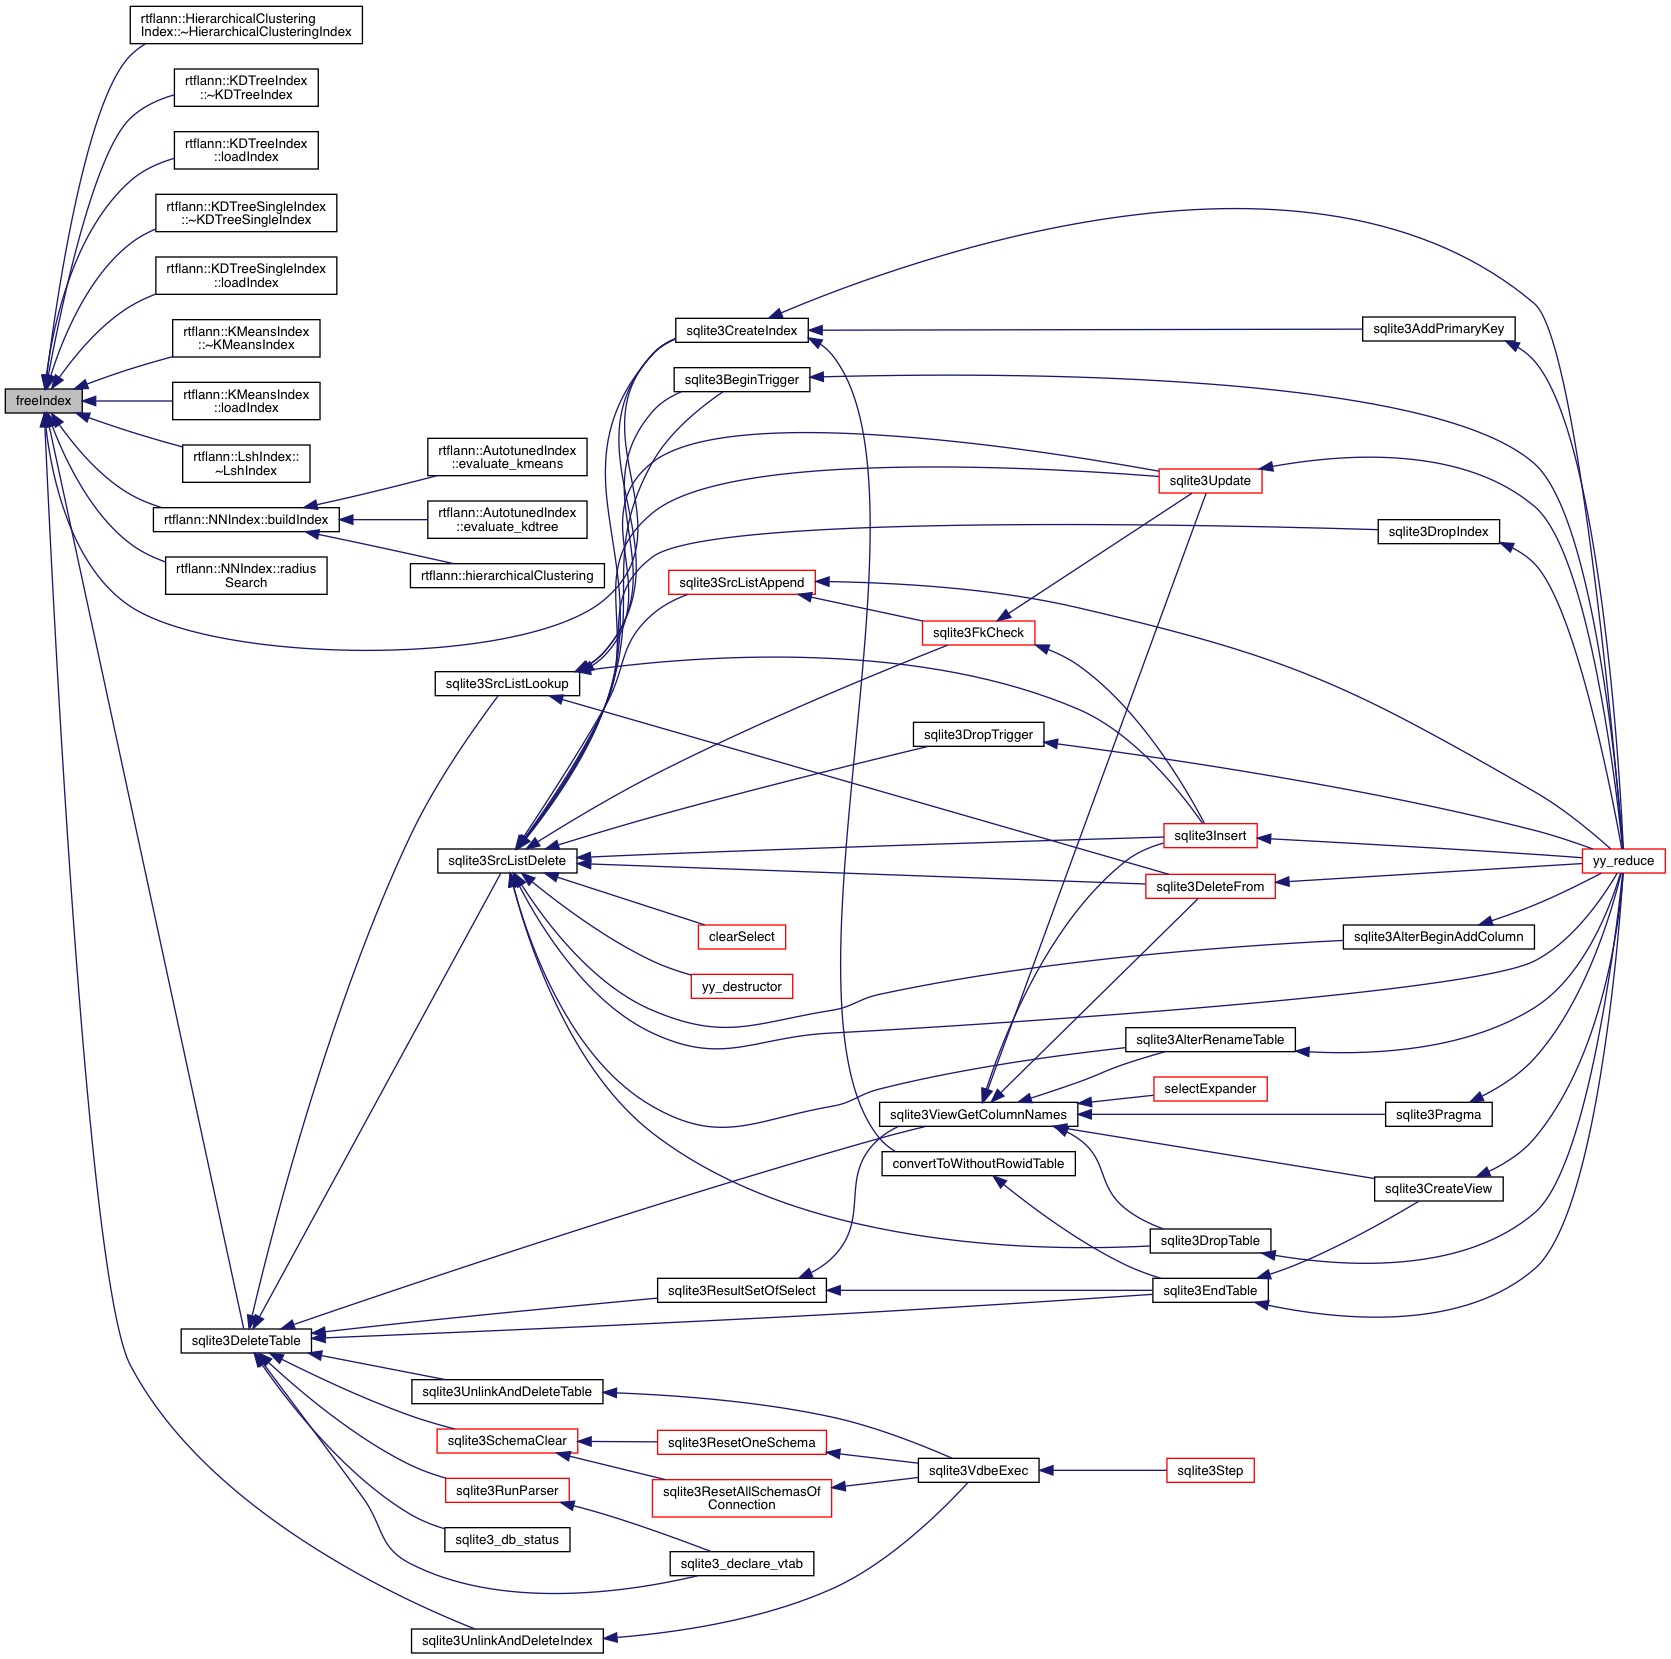 rtflann::HierarchicalClustering
Index::~HierarchicalClusteringIndex
rtflann::KDTreeIndex
::~KDTreeIndex
rtflann::KDTreeIndex
::loadIndex
rtflann::KDTreeSingleIndex
::~KDTreeSingleIndex
rtflann::KDTreeSingleIndex
::loadIndex
rtflann::KMeansIndex
::~KMeansIndex
rtflann::KMeansIndex
::loadIndex
rtflann::LshIndex::
~LshIndex
rtflann::NNIndex::buildIndex
rtflann::NNIndex::radius
Search
freeIndex
rtflann::AutotunedIndex
::evaluate_kmeans
rtflann::AutotunedIndex
::evaluate_kdtree
rtflann::hierarchicalClustering
sqlite3CreateIndex
sqlite3AddPrimaryKey
sqlite3BeginTrigger
sqlite3Update
sqlite3DropIndex
sqlite3SrcListAppend
sqlite3FkCheck
sqlite3SrcListLookup
sqlite3DropTrigger
sqlite3Insert
sqlite3SrcListDelete
yy_reduce
sqlite3DeleteFrom
clearSelect
sqlite3AlterBeginAddColumn
yy_destructor
sqlite3AlterRenameTable
selectExpander
sqlite3ViewGetColumnNames
sqlite3Pragma
convertToWithoutRowidTable
sqlite3CreateView
sqlite3DropTable
sqlite3ResultSetOfSelect
sqlite3EndTable
sqlite3DeleteTable
sqlite3UnlinkAndDeleteTable
sqlite3SchemaClear
sqlite3ResetOneSchema
sqlite3VdbeExec
sqlite3Step
sqlite3RunParser
sqlite3ResetAllSchemasOf
Connection
sqlite3_db_status
sqlite3_declare_vtab
sqlite3UnlinkAndDeleteIndex